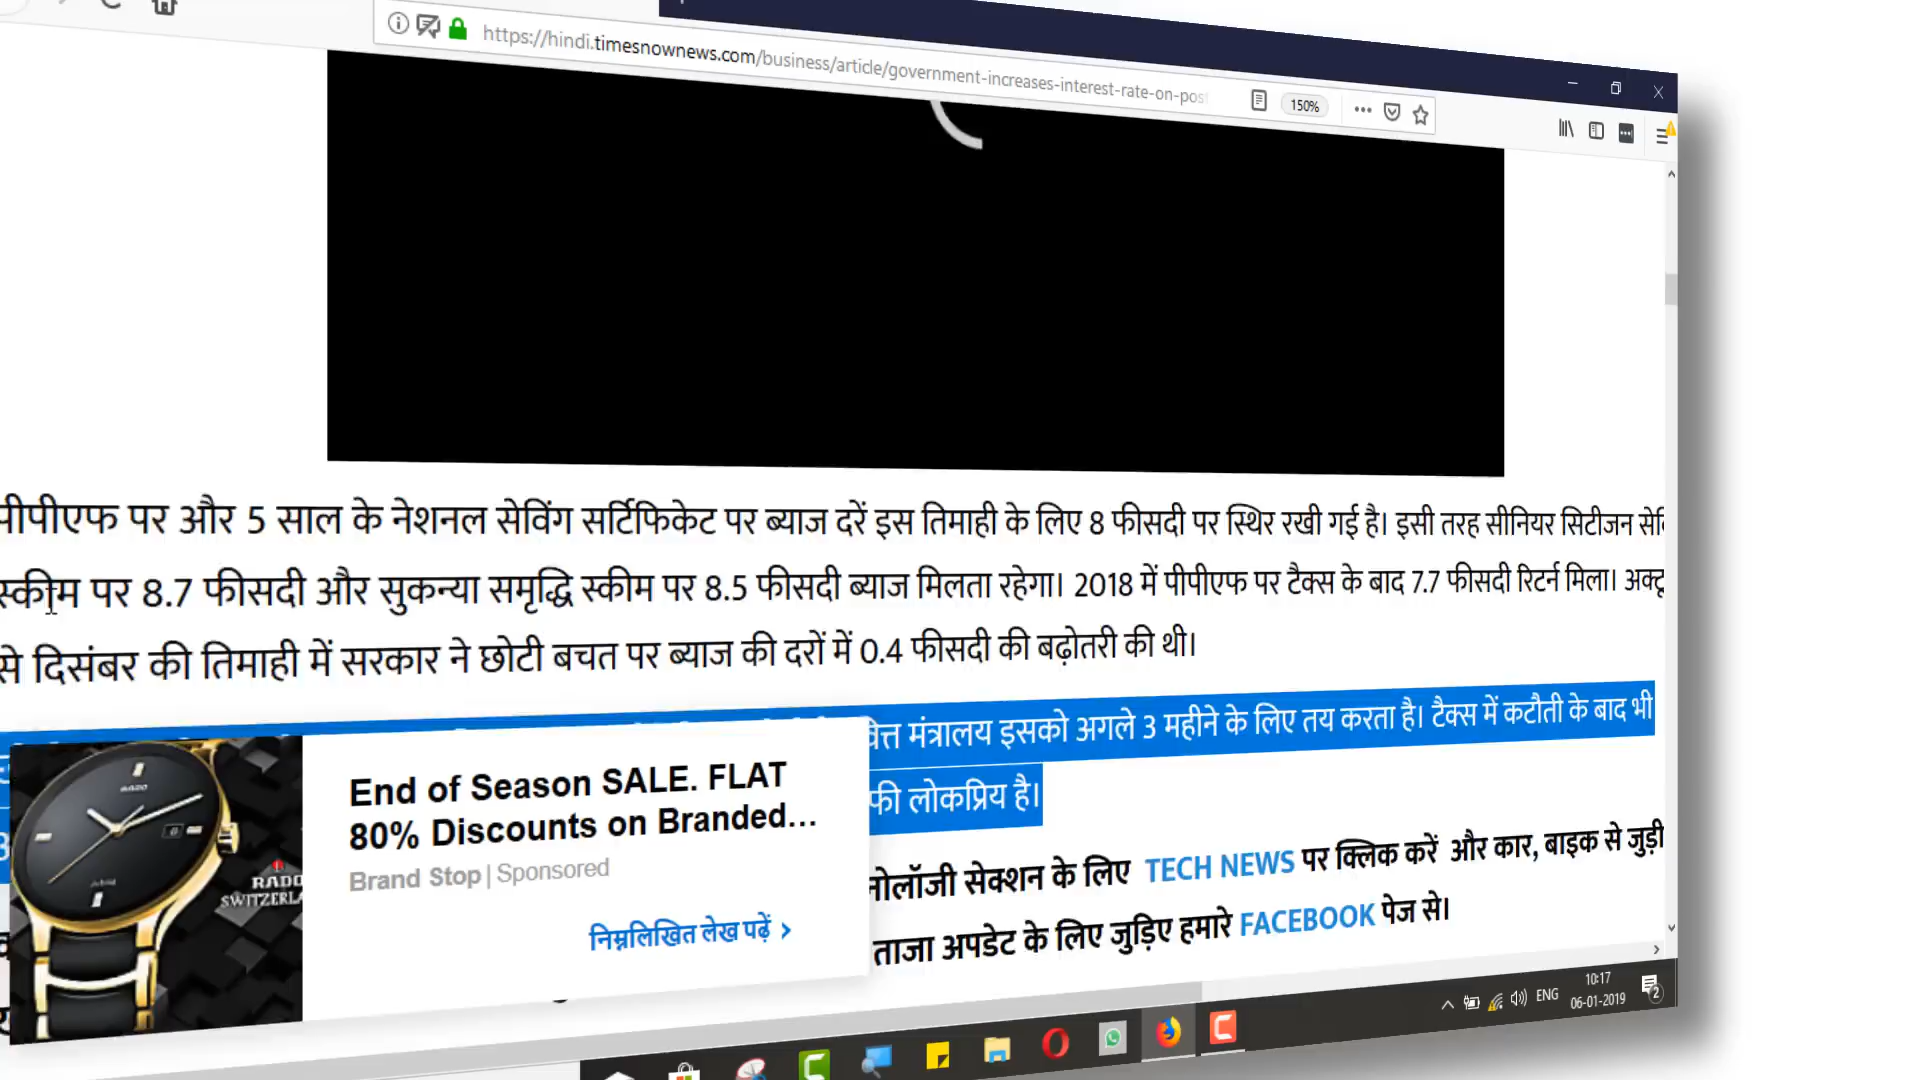 https://hindi.timesnownews.com/business/article/government-increases-interest-rate-on-pos
150%
पीपीएफ पर और 5 साल के नेशनल सेविंग सर्टिफिकेट पर ब्याज दरें इस तिमाही के लिए 8 फीसदी पर स्थिर रखी गई है। इसी तरह सीनियर सिटीजन
स्कीम पर 8.7 फीसदी और सुकन्या समृद्धि स्कीम पर 8.5 फीसदी ब्याज मिलता रहेगा। 2018 में पीपीएफ पर टैक्स के बाद 7.7 फीसदी रिटर्न मिला।
से दिसंबर की तिमाही में सरकार ने छोटी बचत पर ब्याज की दरों में 0.4 फीसदी की बढ़ोतरी की थी।
मंत्रालय इसको अगले 3 महीने के लिए तय करता है। टैक्स में कटौती के बाद भी
लोकप्रिय है।
End of Season SALE. FLAT
80% Discounts on Branded...
Brand Stop | Sponsored
निम्नलिखित लेख पढ़ें >
RADO
सेक्शन के लिए TECH NEWS पर क्लिक करें और कार, बाइक से जुड़ी
ताजा अपडेट के लिए जुड़िए हमारे FACEBOOK पेज से।
ENG
10:17
06-01-2019
2